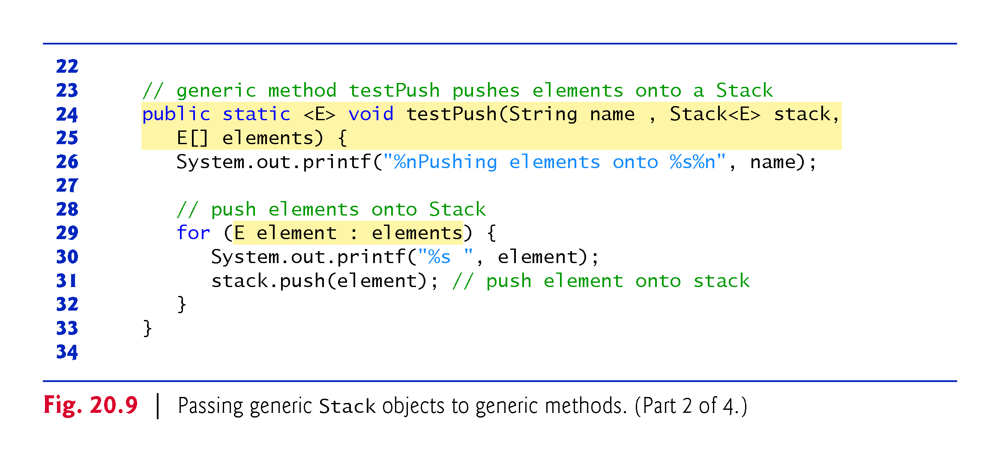 22
23 // generic method testPush pushes elements onto a Stack
24 public static <E> void testPush(String name , Stack<E> stack,
25 E[] elements) {
26 System.out.printf("%nPushing elements onto %s%n", name);
27
28 // push elements onto Stack
29 for (E element : elements) {
30 System.out.printf("%s ", element);
31 stack.push(element); // push element onto stack
32 }
33 }
34
Fig. 20.9 | Passing generic Stack objects to generic methods. (Part 2 of 4.)